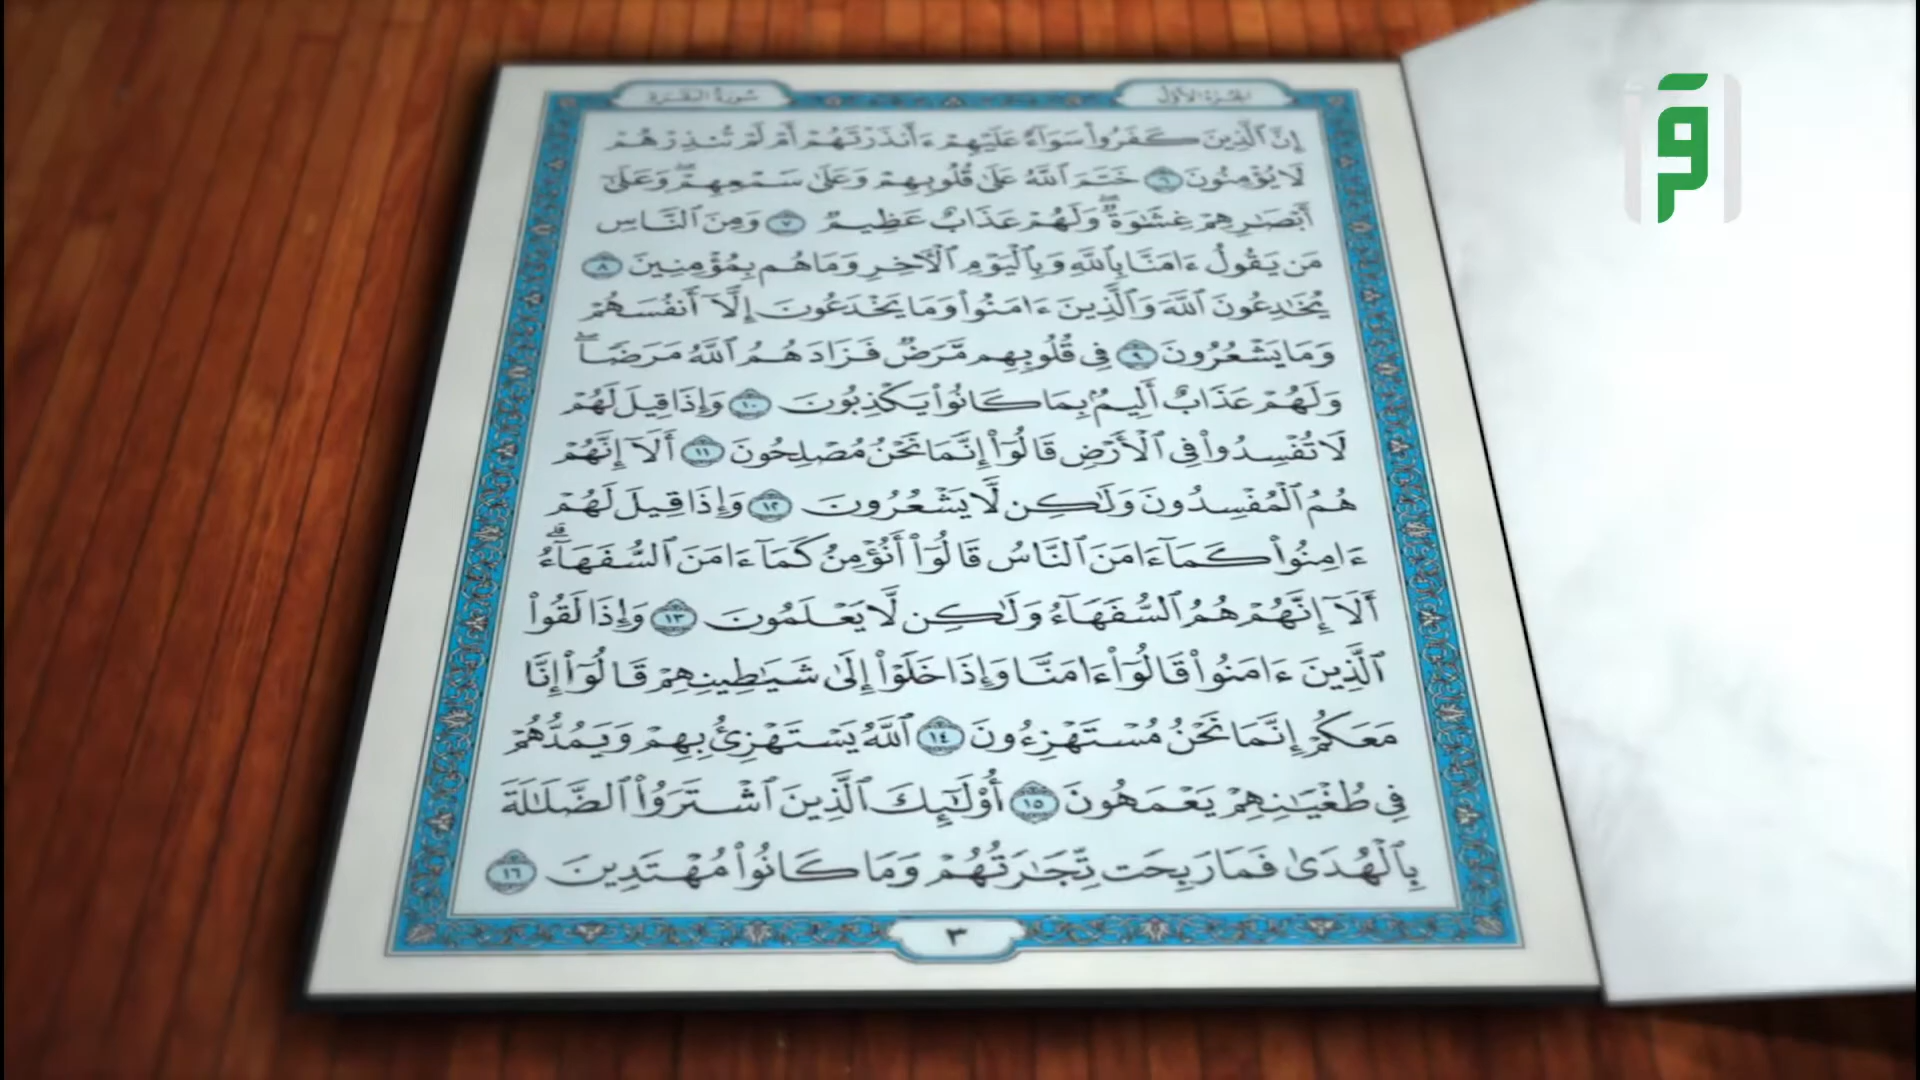 الجزء الأول
سورة البقرة
إِنَّ ٱلَّذِينَ كَفَرُوا۟ سَوَآءٌ عَلَيْهِمْ ءَأَنذَرْتَهُمْ أَمْ لَمْ تُنذِرْهُمْ
لَا يُؤْمِنُونَ ٦ خَتَمَ ٱللَّهُ عَلَىٰ قُلُوبِهِمْ وَعَلَىٰ سَمْعِهِمْ ۖ وَعَلَىٰٓ
أَبْصَـٰرِهِمْ غِشَـٰوَةٌ ۖ وَلَهُمْ عَذَابٌ عَظِيمٌ ٧ وَمِنَ ٱلنَّاسِ
مَن يَقُولُ ءَامَنَّا بِٱللَّهِ وَبِٱلْيَوْمِ ٱلْـَٔاخِرِ وَمَا هُم بِمُؤْمِنِينَ ٨
يُخَـٰدِعُونَ ٱللَّهَ وَٱلَّذِينَ ءَامَنُوا۟ وَمَا يَخْدَعُونَ إِلَّآ أَنفُسَهُمْ
وَمَا يَشْعُرُونَ ٩ فِى قُلُوبِهِم مَّرَضٌ فَزَادَهُمُ ٱللَّهُ مَرَضًا ۖ
وَلَهُمْ عَذَابٌ أَلِيمٌۢ بِمَا كَانُوا۟ يَكْذِبُونَ ١٠ وَإِذَا قِيلَ لَهُمْ
لَا تُفْسِدُوا۟ فِى ٱلْأَرْضِ قَالُوٓا۟ إِنَّمَا نَحْنُ مُصْلِحُونَ ١١ أَلَآ إِنَّهُمْ
هُمُ ٱلْمُفْسِدُونَ وَلَـٰكِن لَّا يَشْعُرُونَ ١٢ وَإِذَا قِيلَ لَهُمْ
ءَامِنُوا۟ كَمَآ ءَامَنَ ٱلنَّاسُ قَالُوٓا۟ أَنُؤْمِنُ كَمَآ ءَامَنَ ٱلسُّفَهَآءُ ۗ
أَلَآ إِنَّهُمْ هُمُ ٱلسُّفَهَآءُ وَلَـٰكِن لَّا يَعْلَمُونَ ١٣ وَإِذَا لَقُوا۟
ٱلَّذِينَ ءَامَنُوا۟ قَالُوٓا۟ ءَامَنَّا وَإِذَا خَلَوْا۟ إِلَىٰ شَيَـٰطِينِهِمْ قَالُوٓا۟ إِنَّا
مَعَكُمْ إِنَّمَا نَحْنُ مُسْتَهْزِءُونَ ١٤ ٱللَّهُ يَسْتَهْزِئُ بِهِمْ وَيَمُدُّهُمْ
فِى طُغْيَـٰنِهِمْ يَعْمَهُونَ ١٥ أُو۟لَـٰٓئِكَ ٱلَّذِينَ ٱشْتَرَوُا۟ ٱلضَّلَـٰلَةَ
بِٱلْهُدَىٰ فَمَا رَبِحَت تِّجَـٰرَتُهُمْ وَمَا كَانُوا۟ مُهْتَدِينَ ١٦
٣
اقرأ